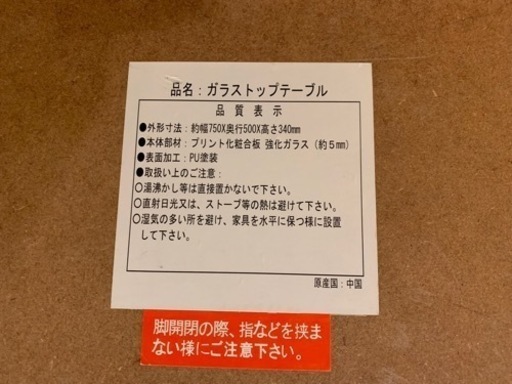 品名：ガラストップテーブル
品質表示
●外形寸法：約幅750X奥行500X高さ340mm
●本体部材：プリント化粧合板 強化ガラス（約５mm）
●表面加工：PU塗装
●取扱い上のご注意：
○湯沸かし等は直接置かないで下さい。
○直射日光又は、ストーブ等の熱は避けて下さい。
○湿気の多い所を避け、家具を水平に保つ様に設置
して下さい。
原産国：中国
脚開閉の際、指などを挟ま
ない様にご注意下さい。